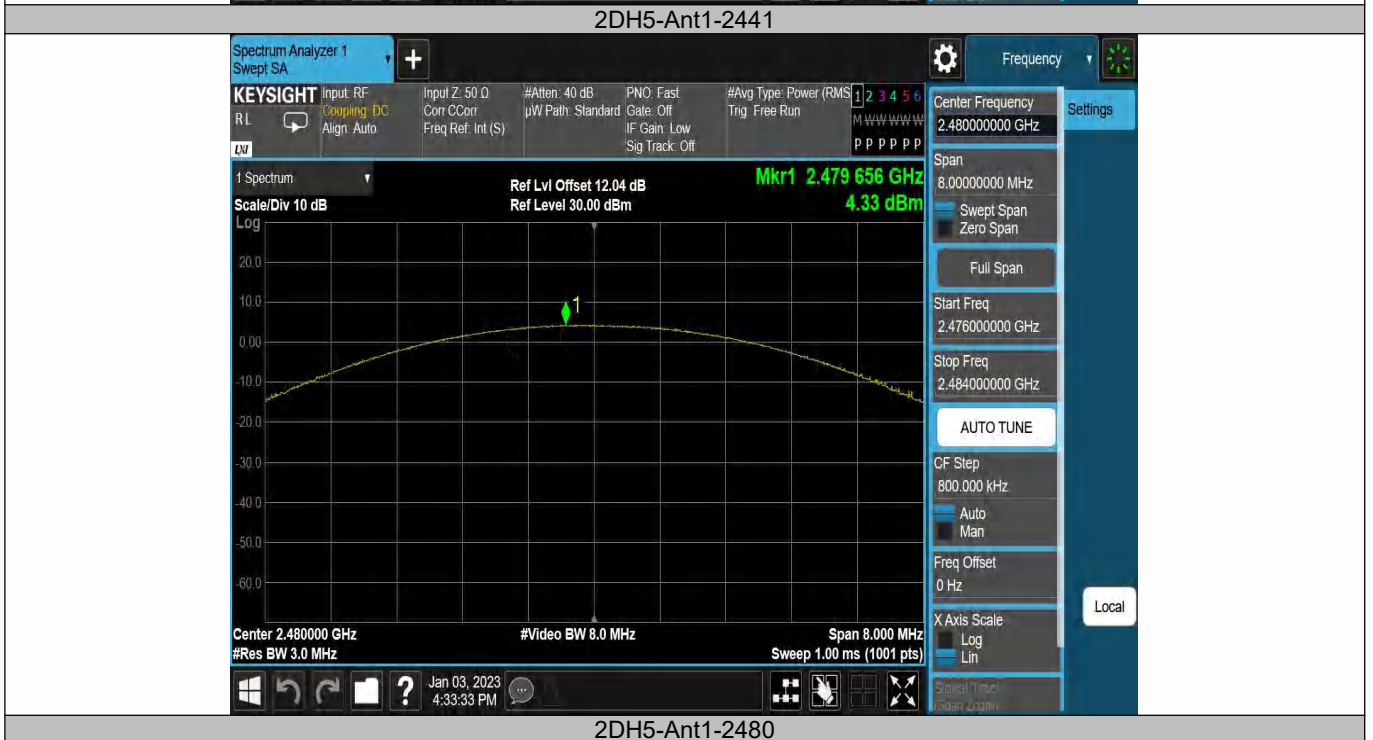 2DH5-Ant1-2441
Spectrum Analyzer 1
Swept SA
+
Frequency
KEYSIGHT
RL
LXI
Input: RF
Coupling: DC
Align: Auto
Input Z: 50 Ω
Corr CCorr
Freq Ref: Int (S)
#Atten: 40 dB
µW Path: Standard
PNO: Fast
Gate: Off
IF Gain: Low
Sig Track: Off
#Avg Type: Power (RMS
Trig: Free Run
1 2 3 4 5 6
M W W W W W
P P P P P P
1 Spectrum
Scale/Div 10 dB
Log
Ref Lvl Offset 12.04 dB
Ref Level 30.00 dBm
Mkr1 2.479 656 GHz
4.33 dBm
20.0
10.0
0.00
-10.0
-20.0
-30.0
-40.0
-50.0
-60.0
1
Center 2.480000 GHz
#Res BW 3.0 MHz
#Video BW 8.0 MHz
Span 8.000 MHz
Sweep 1.00 ms (1001 pts)
Center Frequency
2.480000000 GHz
Settings
Span
8.00000000 MHz
Swept Span
Zero Span
Full Span
Start Freq
2.476000000 GHz
Stop Freq
2.484000000 GHz
AUTO TUNE
CF Step
800.000 kHz
Auto
Man
Freq Offset
0 Hz
X Axis Scale
Log
Lin
Local
Signal Track
(Span Zoom)
?
Jan 03, 2023
4:33:33 PM
2DH5-Ant1-2480